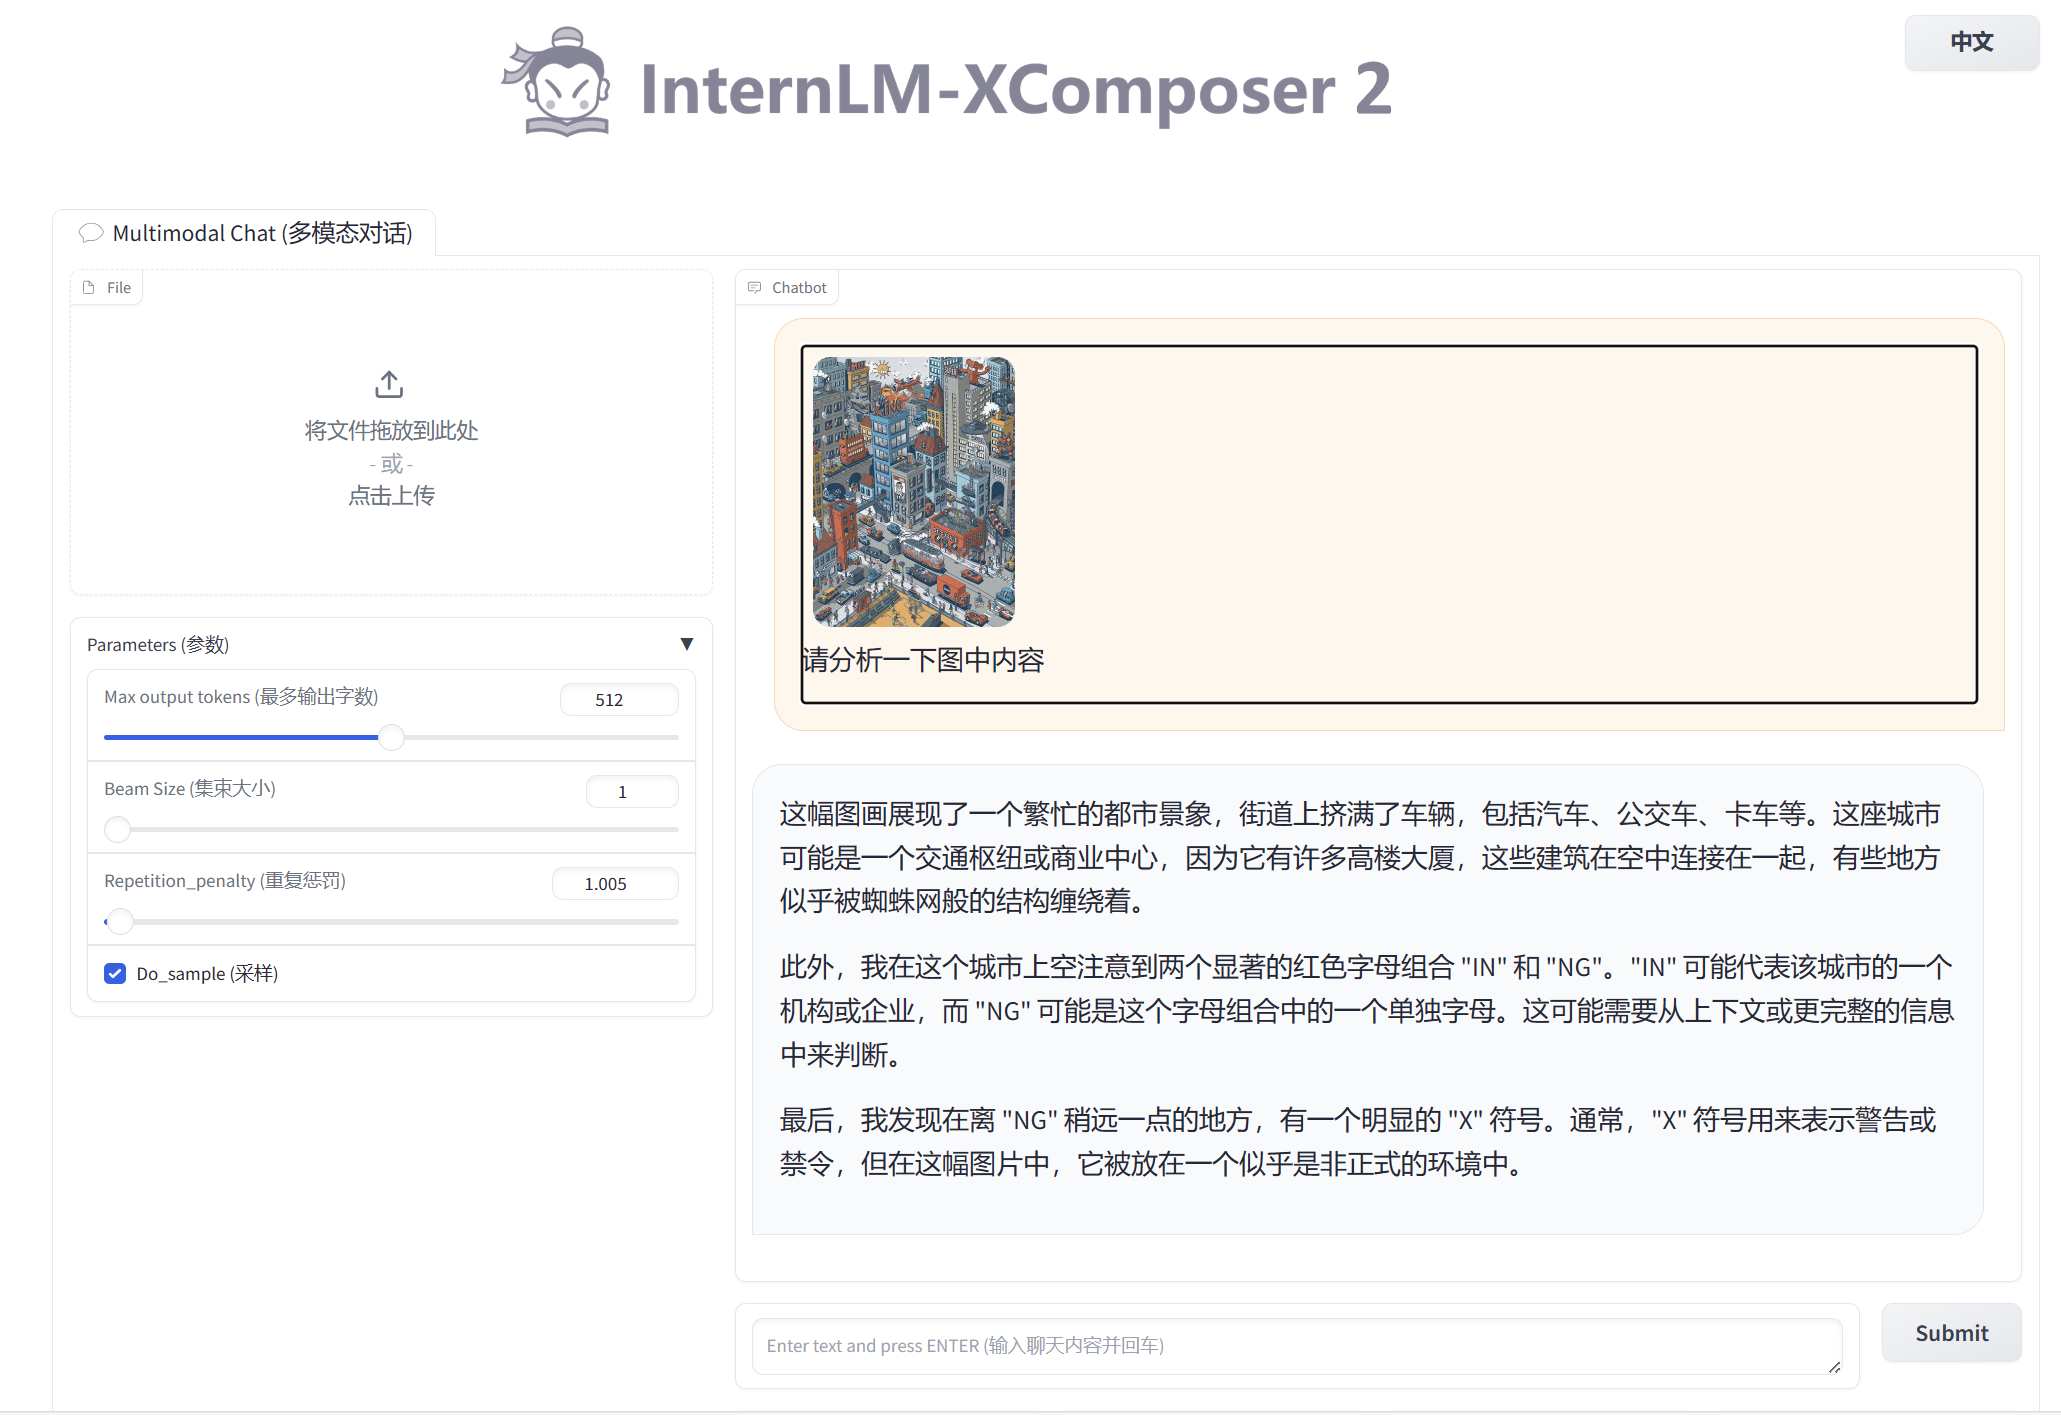 InternLM-XComposer 2
中文
Multimodal Chat (多模态对话)
File
将文件拖放到此处
- 或 -
点击上传
Parameters (参数)
▼
Max output tokens (最多输出字数)
512
Beam Size (集束大小)
1
Repetition_penalty (重复惩罚)
1.005
Do_sample (采样)
Chatbot
请分析一下图中内容
这幅图画展现了一个繁忙的都市景象，街道上挤满了车辆，包括汽车、公交车、卡车等。这座城市
可能是一个交通枢纽或商业中心，因为它有许多高楼大厦，这些建筑在空中连接在一起，有些地方
似乎被蜘蛛网般的结构缠绕着。
此外，我在这个城市上空注意到两个显著的红色字母组合 "IN" 和 "NG"。"IN" 可能代表该城市的一个
机构或企业，而 "NG" 可能是这个字母组合中的一个单独字母。这可能需要从上下文或更完整的信息
中来判断。
最后，我发现在离 "NG" 稍远一点的地方，有一个明显的 "X" 符号。通常，"X" 符号用来表示警告或
禁令，但在这幅图片中，它被放在一个似乎是非正式的环境中。
Enter text and press ENTER (输入聊天内容并回车)
Submit